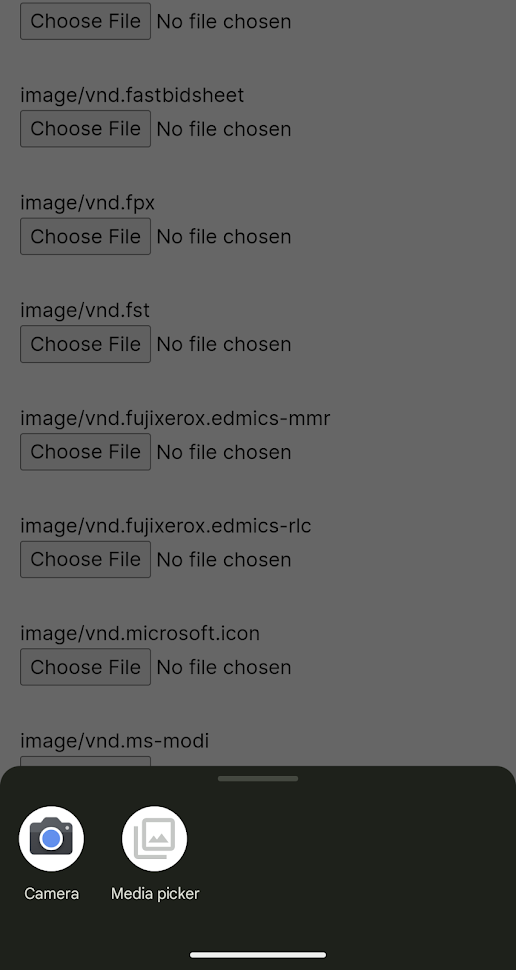 Choose File No file chosen
image/vnd.fastbidsheet
Choose File No file chosen
image/vnd.fpx
Choose File No file chosen
image/vnd.fst
Choose File No file chosen
image/vnd.fujixerox.edmics-mmr
Choose File No file chosen
image/vnd.fujixerox.edmics-rlc
Choose File No file chosen
image/vnd.microsoft.icon
Choose File No file chosen
image/vnd.ms-modi
Camera Media picker